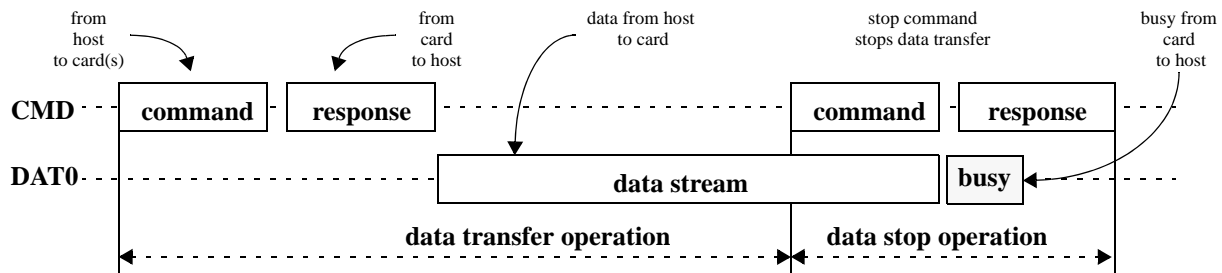 from
host
to card(s)
from
card
to host
data from host
to card
stop command
stops data transfer
busy from
card
to host
CMD
command
response
command
response
DAT0
data stream
busy
data transfer operation
data stop operation